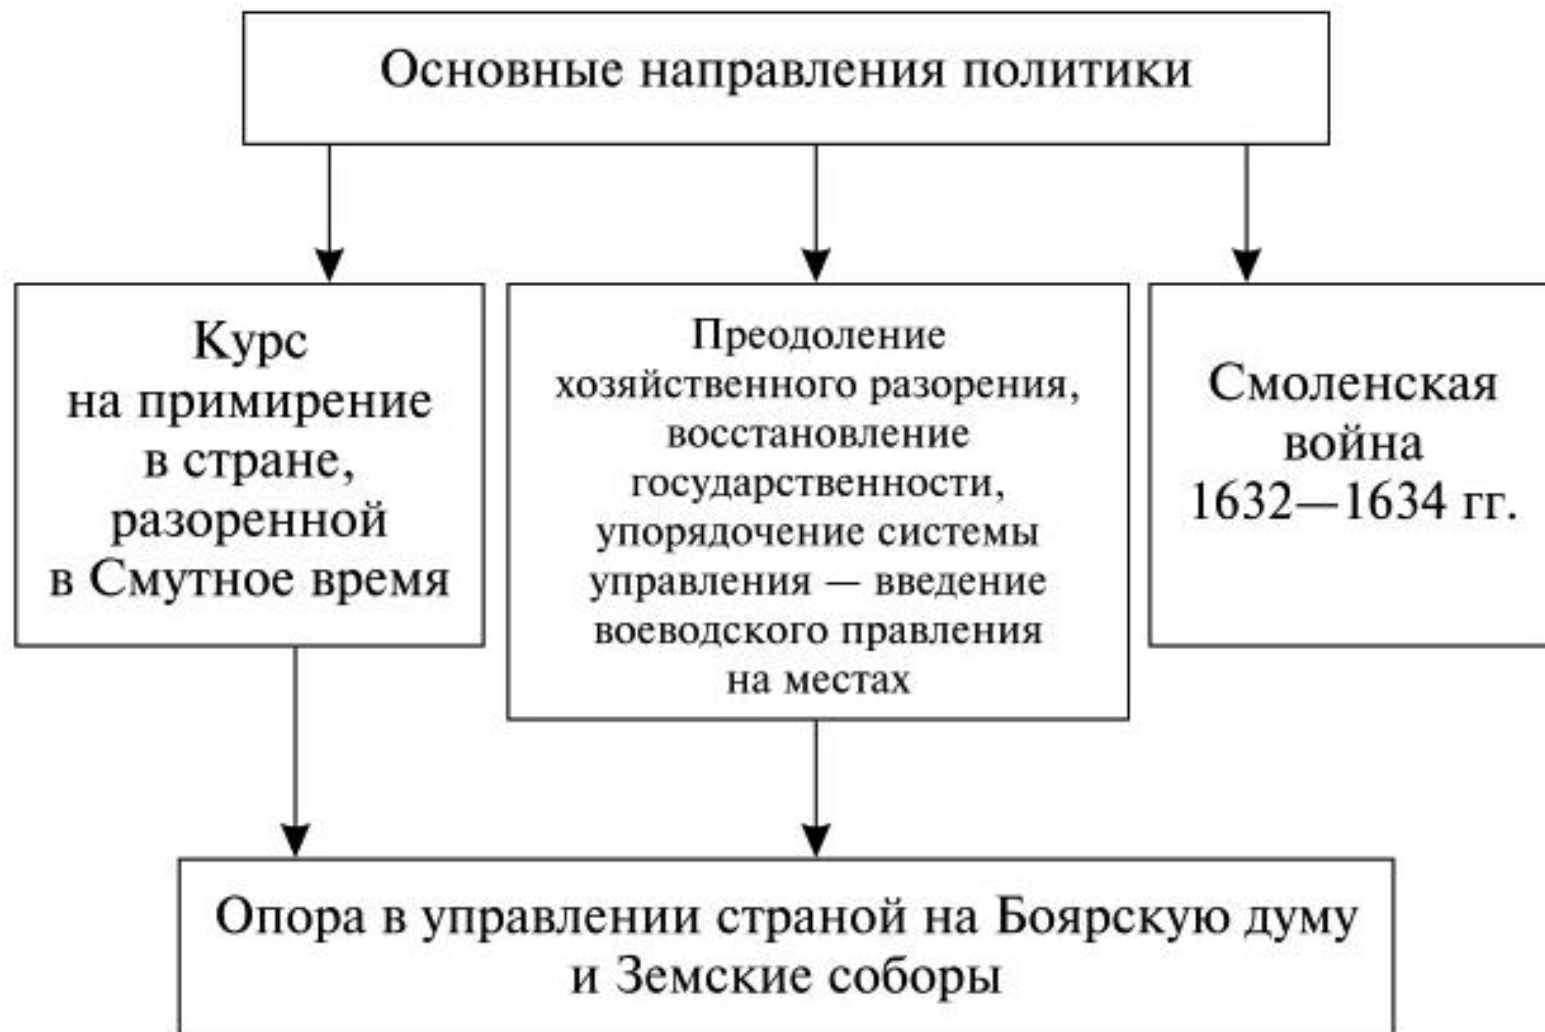 Основные направления политики
Курс
на примирение
в стране,
разоренной
в Смутное время
Преодоление
хозяйственного разорения,
восстановление
государственности,
упорядочение системы
управления — введение
воеводского правления
на местах
Смоленская
война
1632—1634 гг.
Опора в управлении страной на Боярскую думу
и Земские соборы